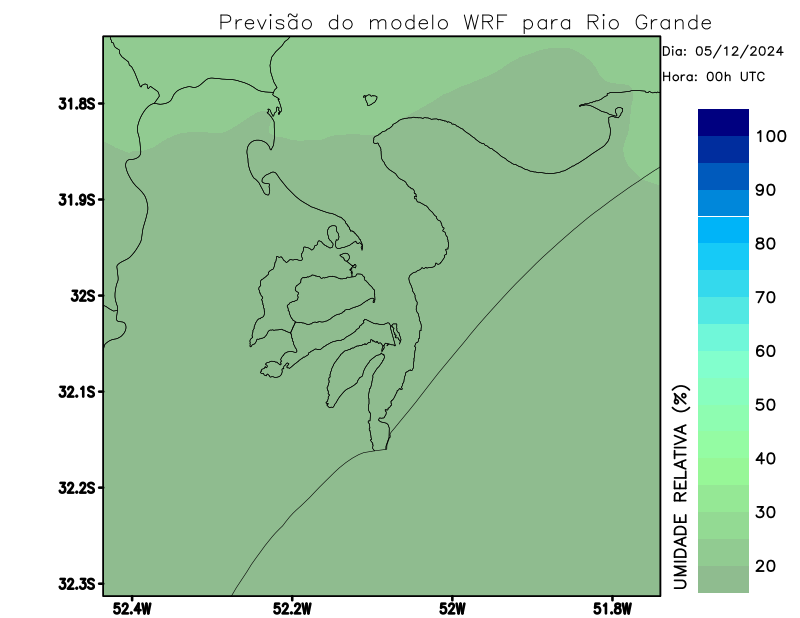 Previsão do modelo WRF para Rio Grande
Dia: 05/12/2024
Hora: 00h UTC
31.8S
31.9S
32S
32.1S
32.2S
32.3S
52.4W
52.2W
52W
51.8W
100
90
80
70
60
50
40
30
20
UMIDADE RELATIVA (%)